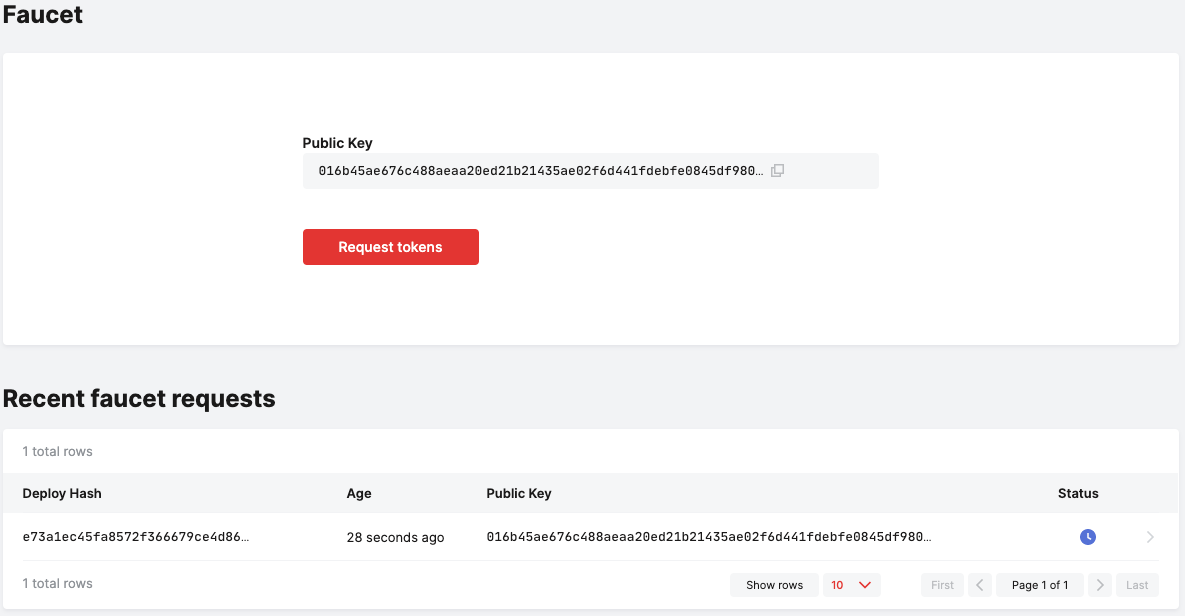 Faucet
Public Key
016b45ae676c488aeaa20ed21b21435ae02f6d441fdebfe0845df980…
Request tokens
Recent faucet requests
1 total rows
Deploy Hash Age Public Key Status
e73a1ec45fa8572f366679ce4d86… 28 seconds ago 016b45ae676c488aeaa20ed21b21435ae02f6d441fdebfe0845df980…
1 total rows Show rows 10 First Page 1 of 1 Last